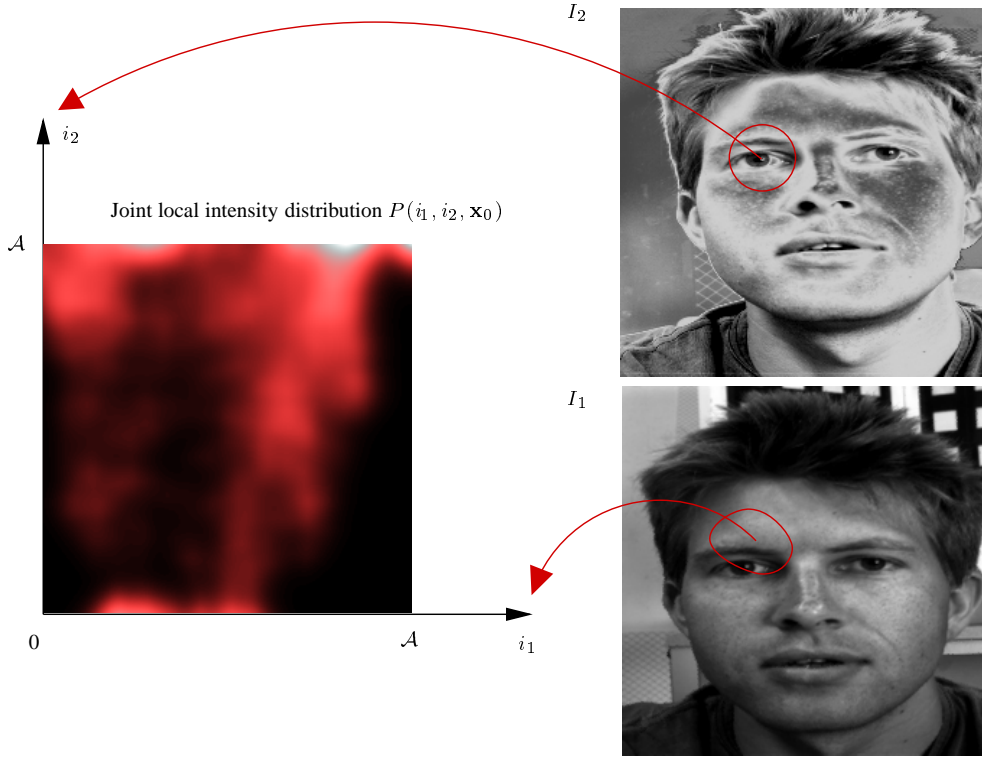 I₂
i₂
Joint local intensity distribution P(i₁, i₂, x₀)
𝒜
I₁
0
𝒜
i₁